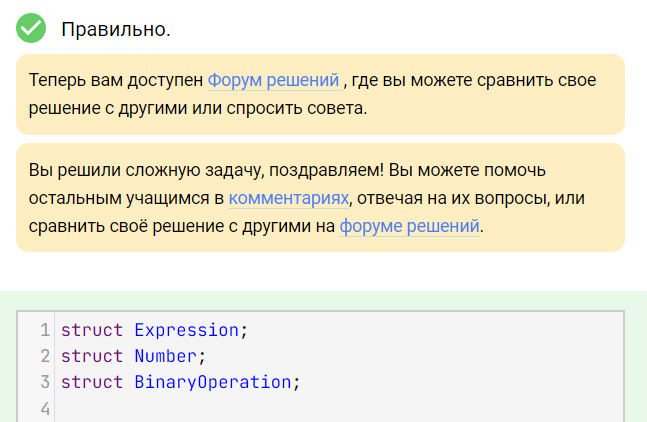 Правильно.
Теперь вам доступен Форум решений , где вы можете сравнить свое
решение с другими или спросить совета.
Вы решили сложную задачу, поздравляем! Вы можете помочь
остальным учащимся в комментариях, отвечая на их вопросы, или
сравнить своё решение с другими на форуме решений.
1 struct Expression;
2 struct Number;
3 struct BinaryOperation;
4